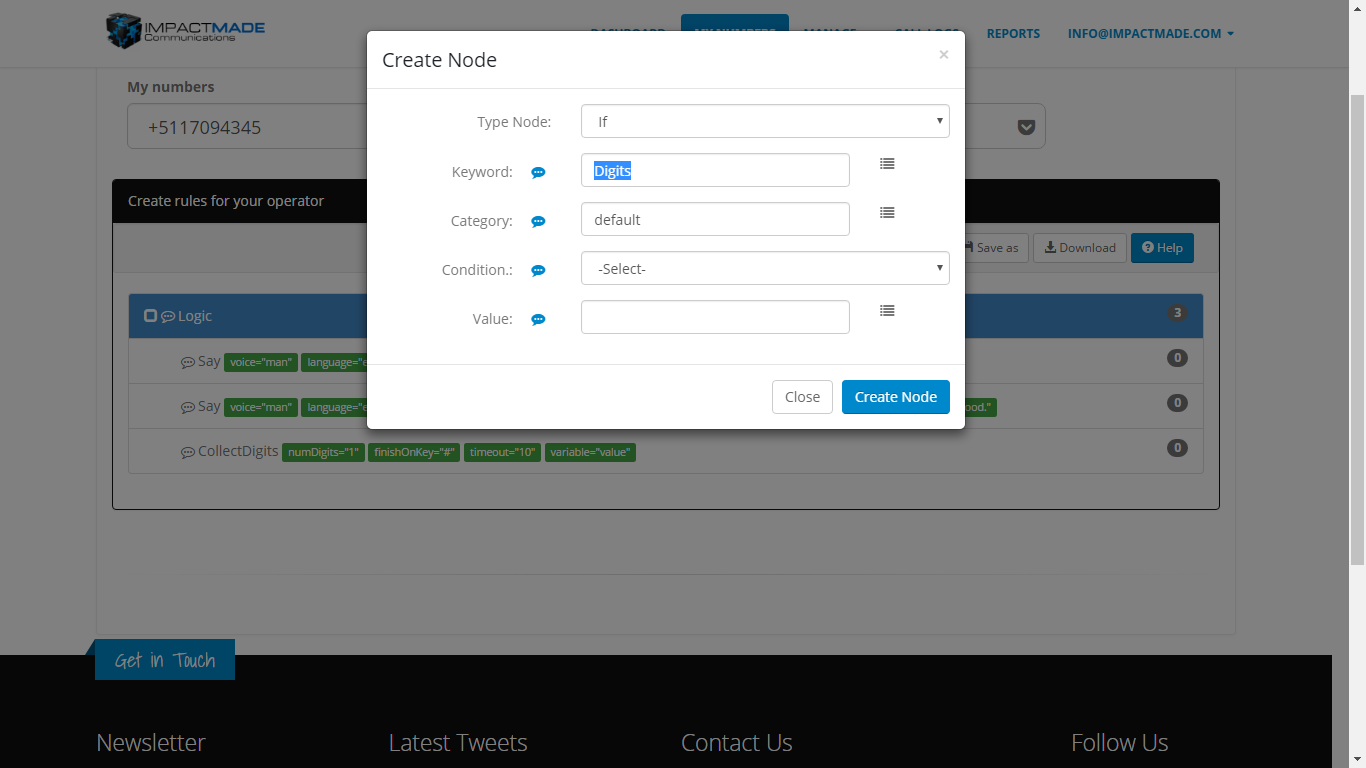 IMPACTMADE
Communications
DASHBOARD MY NUMBERS MANAGE CALL LOGS REPORTS INFO@IMPACTMADE.COM
Create Node
×
My numbers
+5117094345
Type Node: If
Keyword: Digits
Category: default
Condition.: -Select-
Value:
Close Create Node
Create rules for your operator
Save as Download Help
Logic 3
Say voice="man" 0
Say voice="man" ood." 0
CollectDigits numDigits="1" finishOnKey="#" timeout="10" variable="value" 0
Get in Touch
Newsletter Latest Tweets Contact Us Follow Us